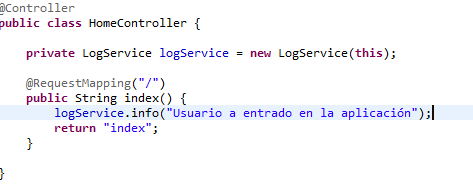 @Controller
public class HomeController {
private LogService logService = new LogService(this);
@RequestMapping("/")
public String index() {
logService.info("Usuario a entrado en la aplicación");
return "index";
}
}